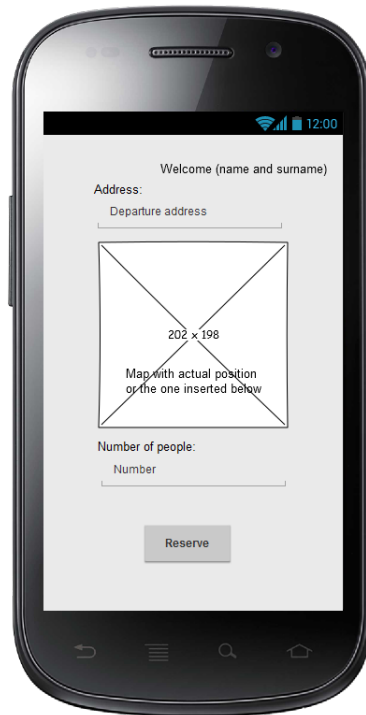 12:00
Welcome (name and surname)
Address:
Departure address
202 x 198
Map with actual position
or the one inserted below
Number of people:
Number
Reserve